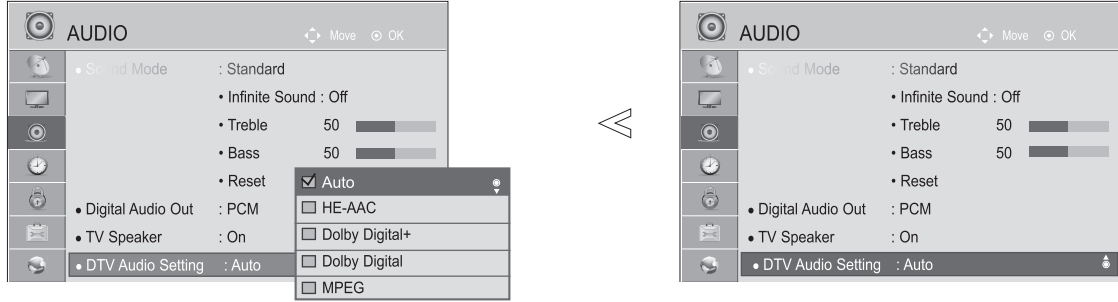 AUDIO
Move OK
• Sound Mode : Standard
• Infinite Sound : Off
• Treble 50
• Bass 50
• Reset
• Digital Audio Out : PCM
• TV Speaker : On
• DTV Audio Setting : Auto
Auto
HE-AAC
Dolby Digital+
Dolby Digital
MPEG
AUDIO
Move OK
• Sound Mode : Standard
• Infinite Sound : Off
• Treble 50
• Bass 50
• Reset
• Digital Audio Out : PCM
• TV Speaker : On
• DTV Audio Setting : Auto